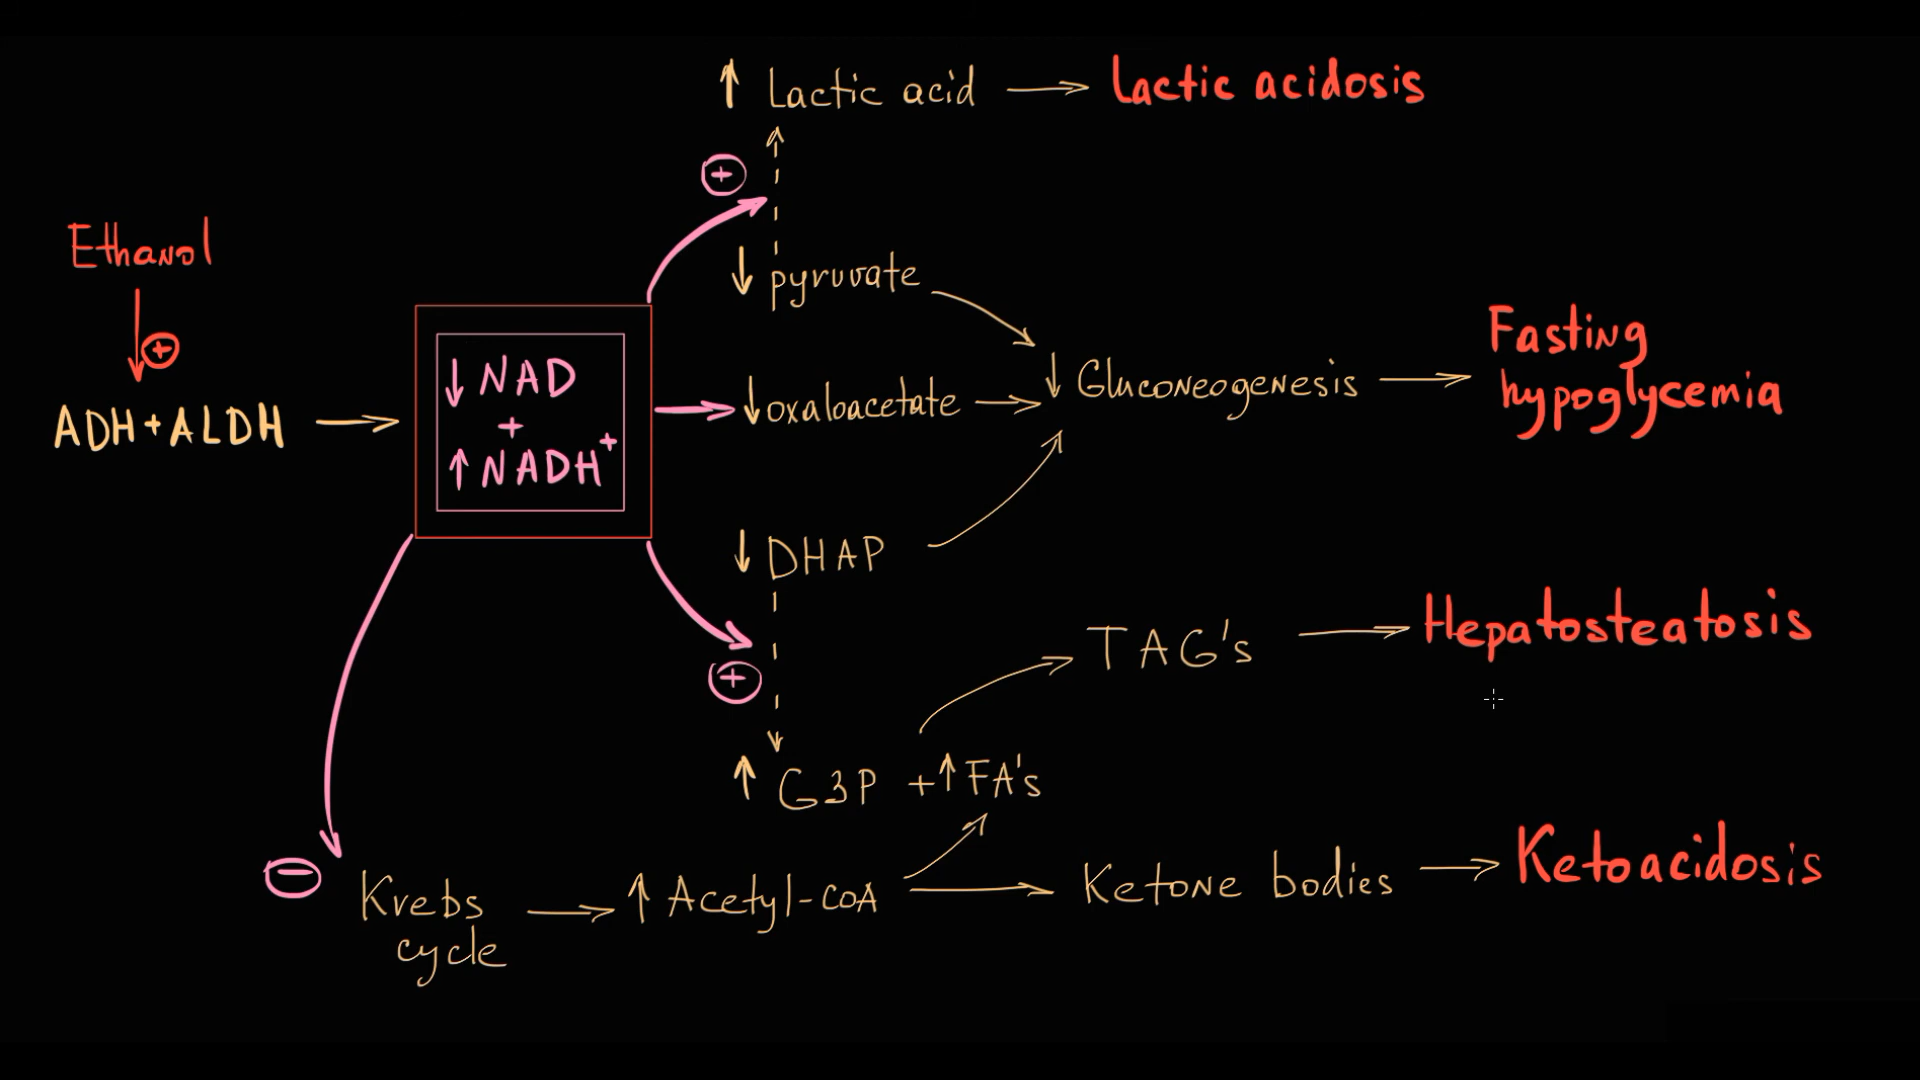 ↑ Lactic acid → Lactic acidosis
+
Ethanol
↓ pyruvate
+
Fasting
hypoglycemia
↓ NAD
+
↑ NADH⁺
↓ oxaloacetate → ↓ Gluconeogenesis →
ADH + ALDH →
↓ DHAP
TAG's → Hepatosteatosis
+
↑ G3P + ↑ FA's
−
Krebs
cycle
→ ↑ Acetyl-coA → Ketone bodies → Ketoacidosis